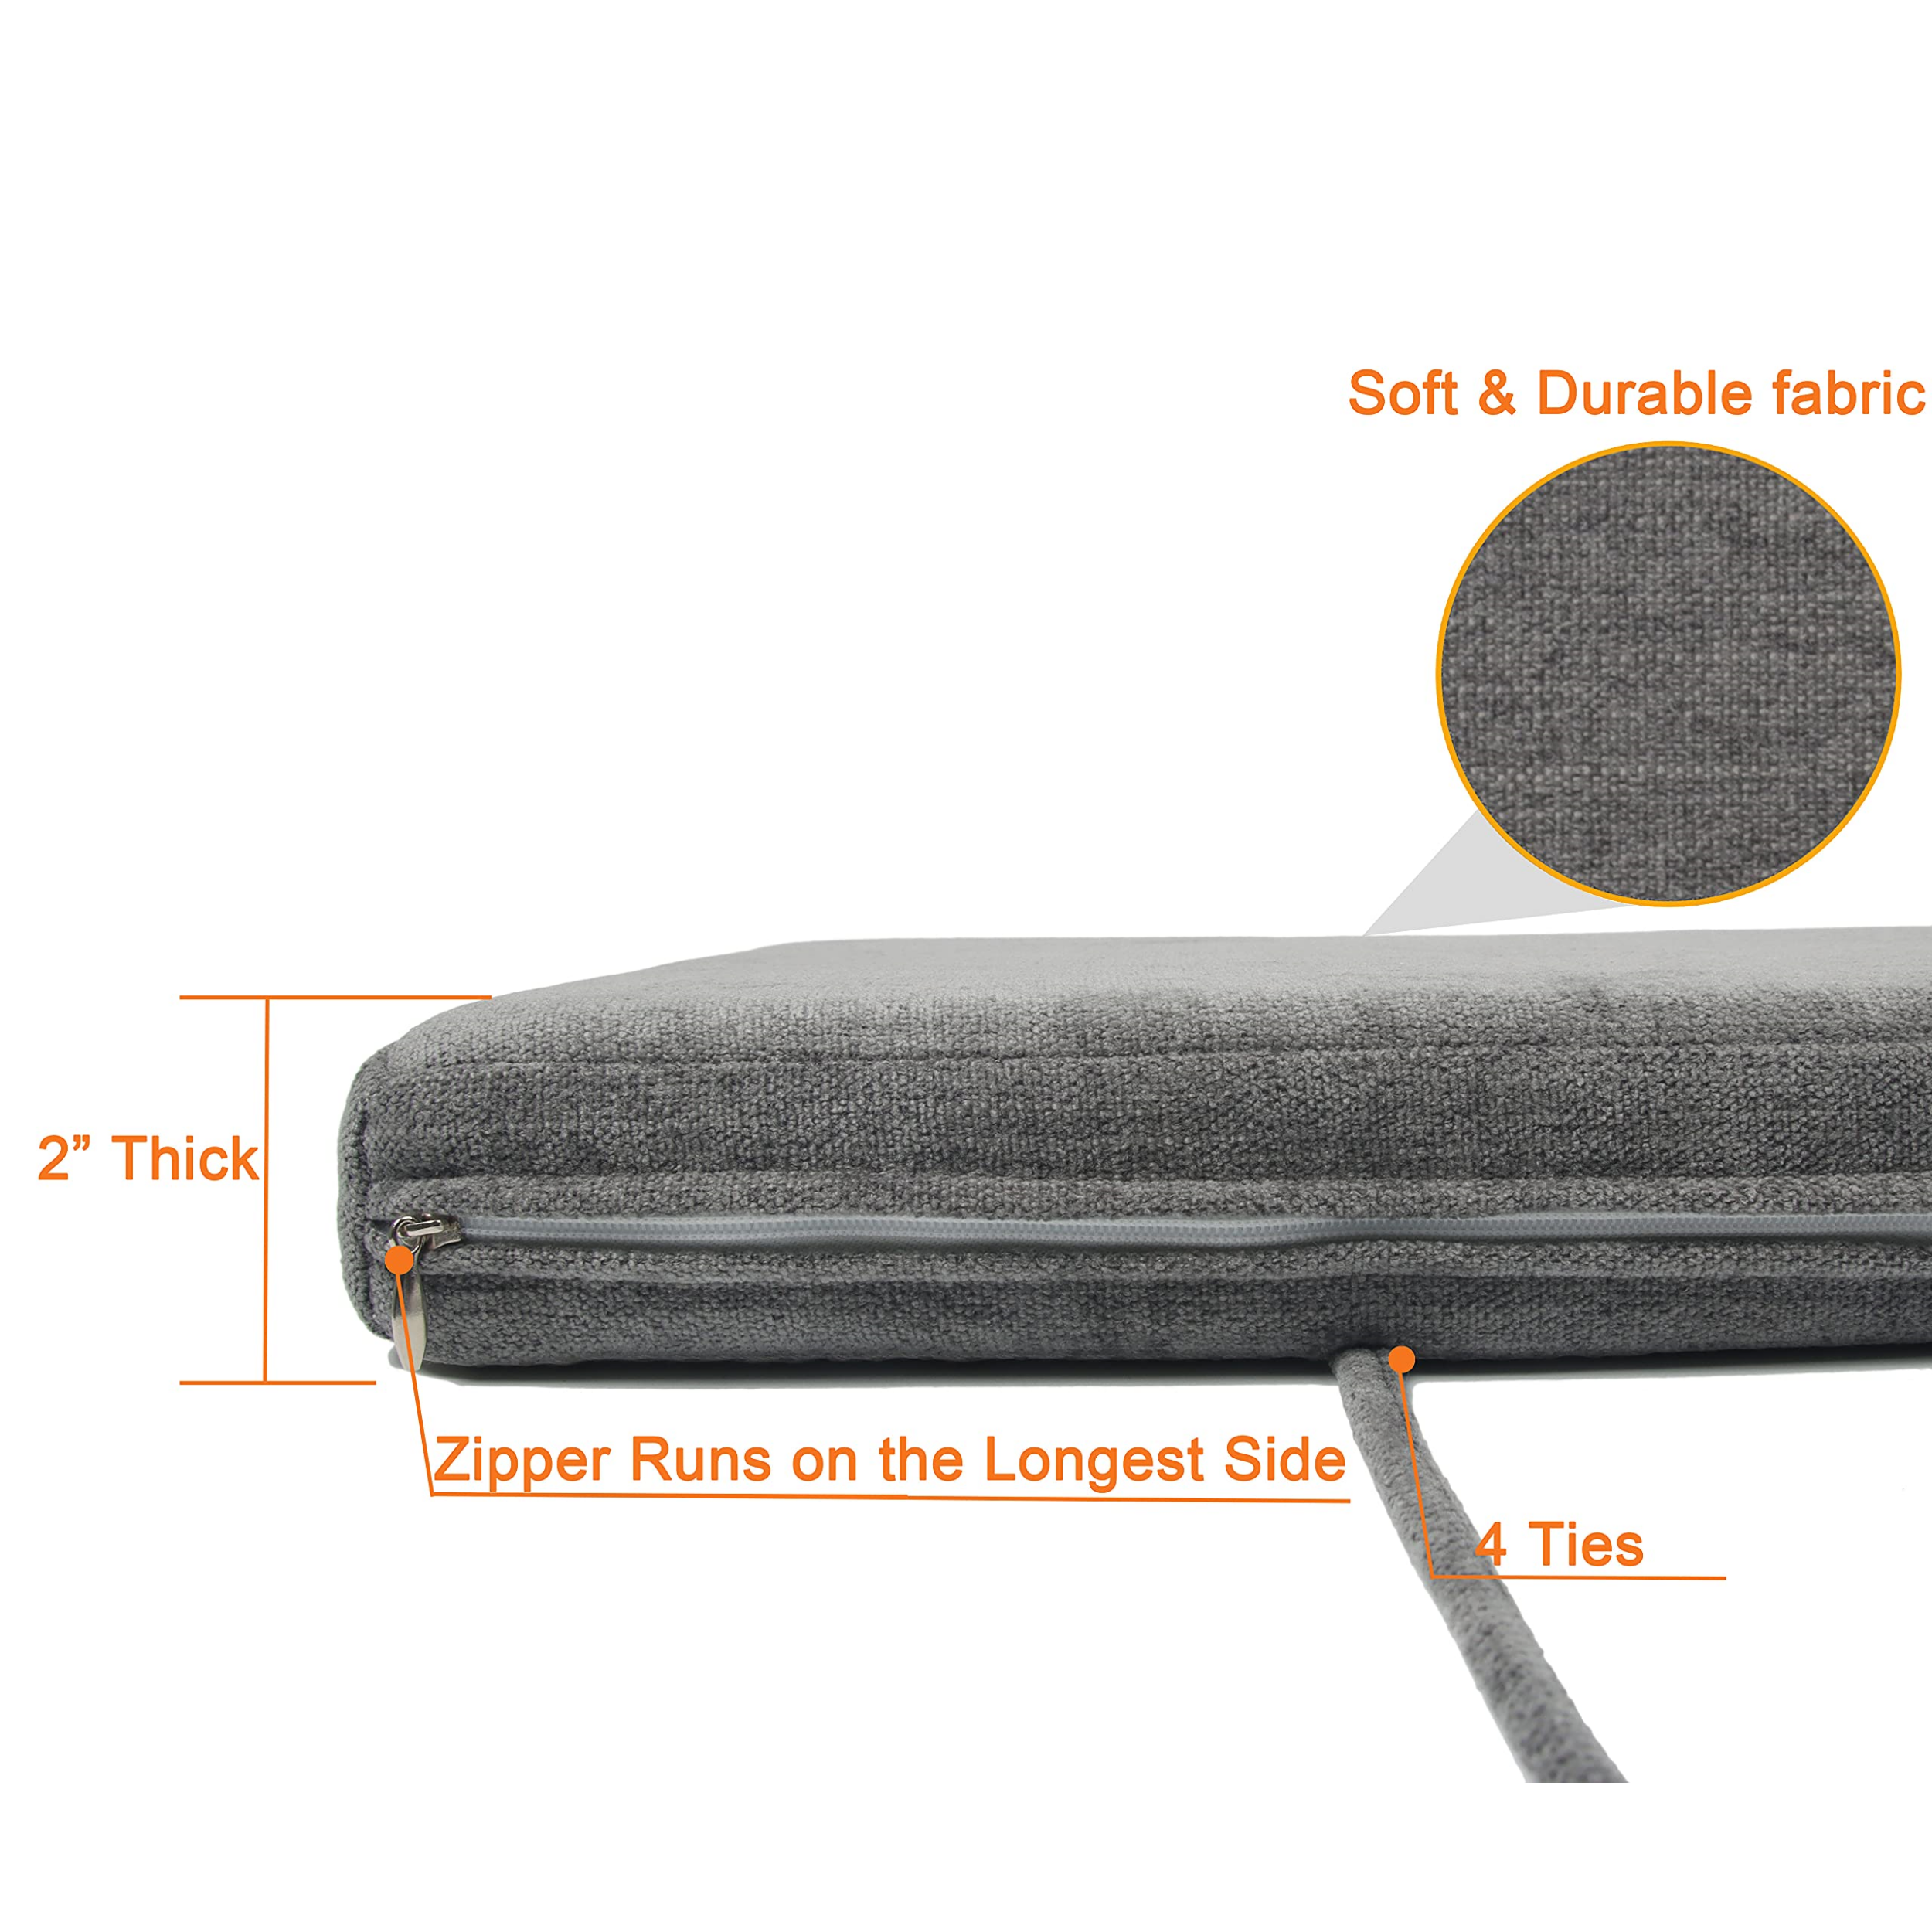 Soft & Durable fabric
2” Thick
Zipper Runs on the Longest Side
4 Ties